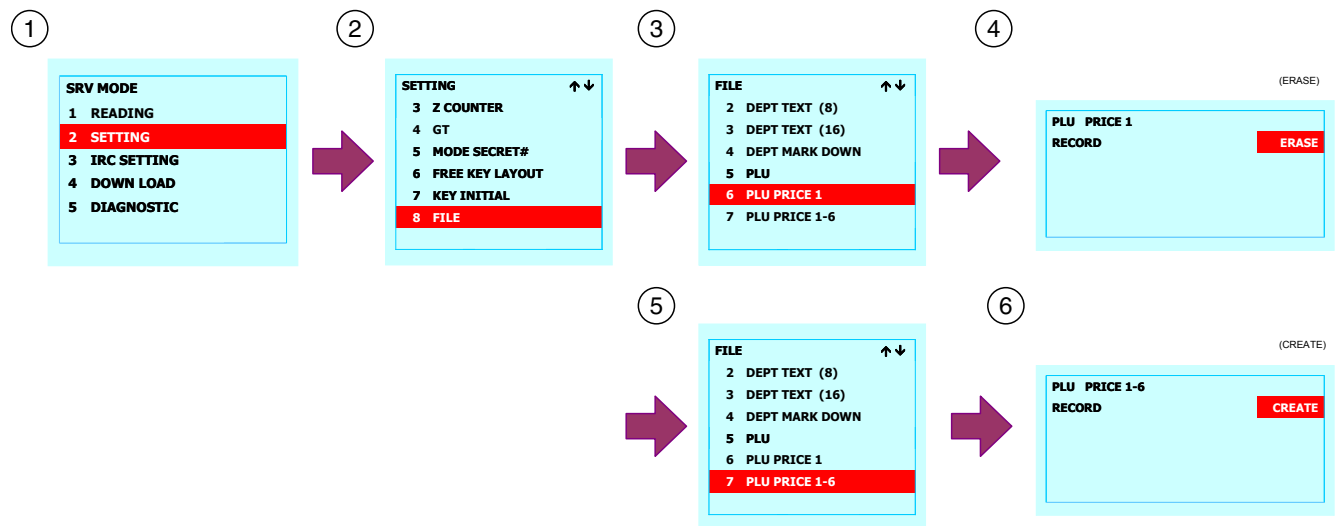 1
SRV MODE
1 READING
2 SETTING
3 IRC SETTING
4 DOWN LOAD
5 DIAGNOSTIC
2
SETTING ↑↓
3 Z COUNTER
4 GT
5 MODE SECRET#
6 FREE KEY LAYOUT
7 KEY INITIAL
8 FILE
3
FILE ↑↓
2 DEPT TEXT (8)
3 DEPT TEXT (16)
4 DEPT MARK DOWN
5 PLU
6 PLU PRICE 1
7 PLU PRICE 1-6
4
(ERASE)
PLU PRICE 1
RECORD ERASE
5
FILE ↑↓
2 DEPT TEXT (8)
3 DEPT TEXT (16)
4 DEPT MARK DOWN
5 PLU
6 PLU PRICE 1
7 PLU PRICE 1-6
6
(CREATE)
PLU PRICE 1-6
RECORD CREATE